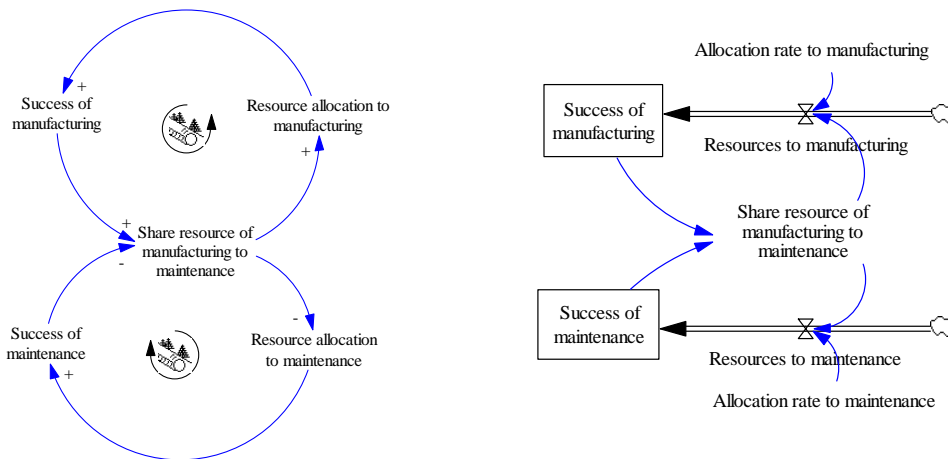 +
Success of
manufacturing
Resource allocation to
manufacturing
+
+
Share resource of
manufacturing to
maintenance
-
-
Success of
maintenance
+
Resource allocation
to maintenance
Allocation rate to manufacturing
Success of
manufacturing
Resources to manufacturing
Share resource of
manufacturing to
maintenance
Success of
maintenance
Resources to maintenance
Allocation rate to maintenance